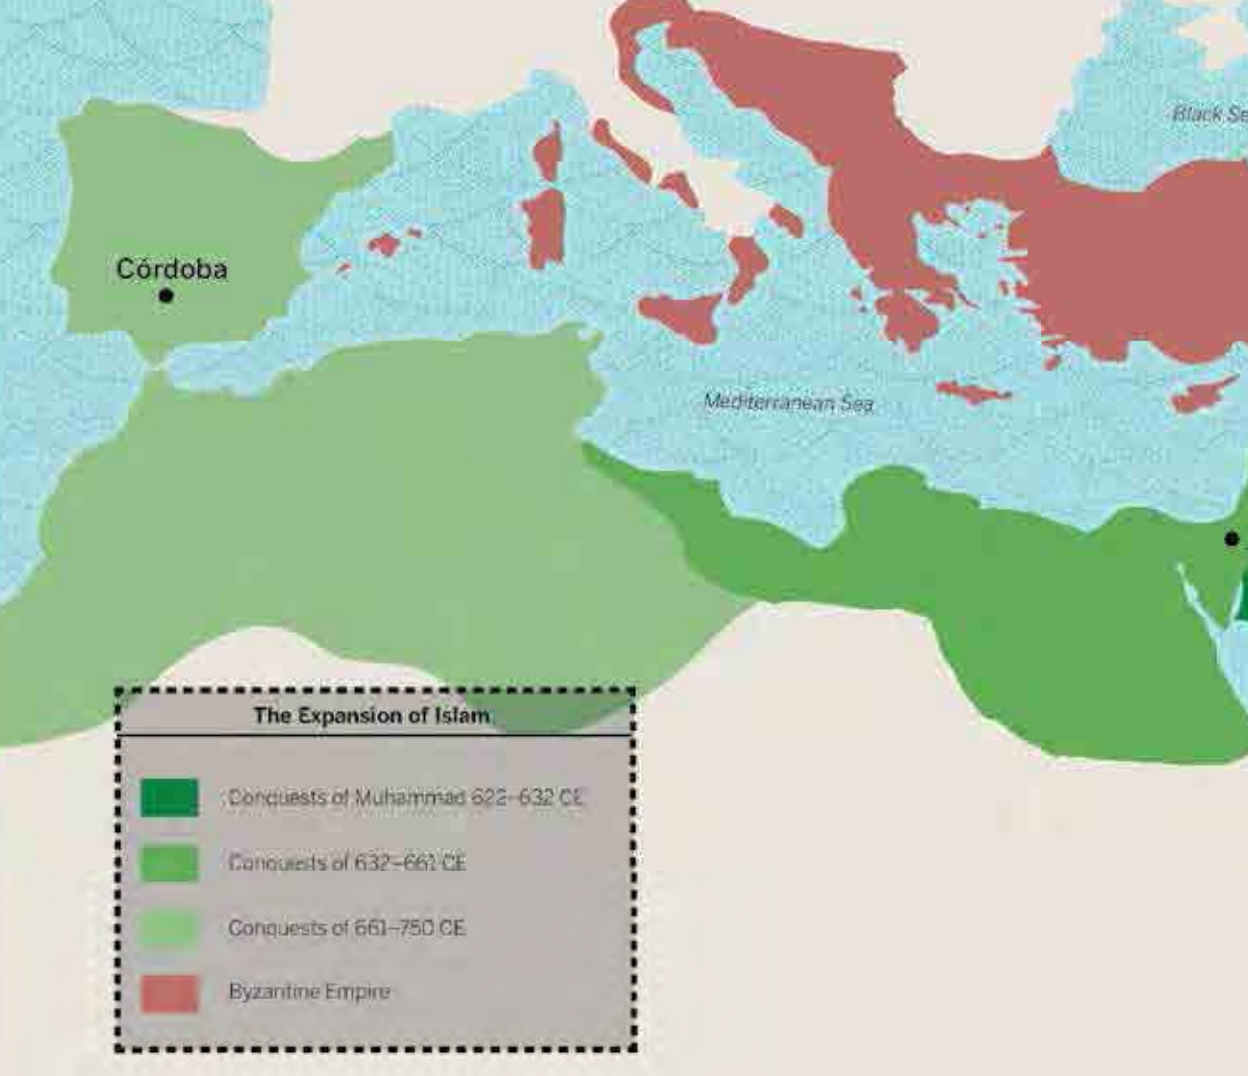 Black Se
Córdoba
Mediterranean Sea
The Expansion of Islam
Conquests of Muhammad 622–632 CE
Conquests of 632–661 CE
Conquests of 661–750 CE
Byzantine Empire